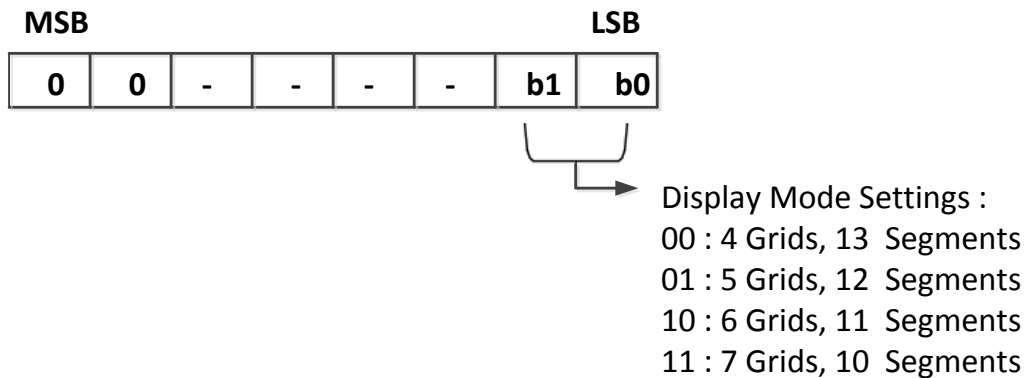 MSB LSB
0 0 - - - - b1 b0
Display Mode Settings :
00 : 4 Grids, 13 Segments
01 : 5 Grids, 12 Segments
10 : 6 Grids, 11 Segments
11 : 7 Grids, 10 Segments